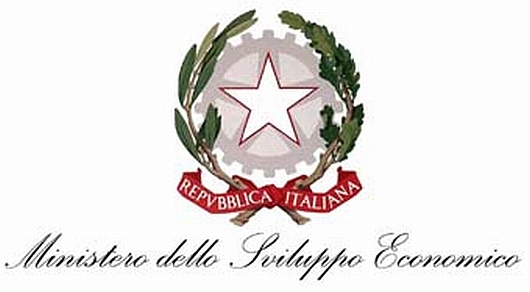 REPVBBLICA ITALIANA
Ministero dello Sviluppo Economico